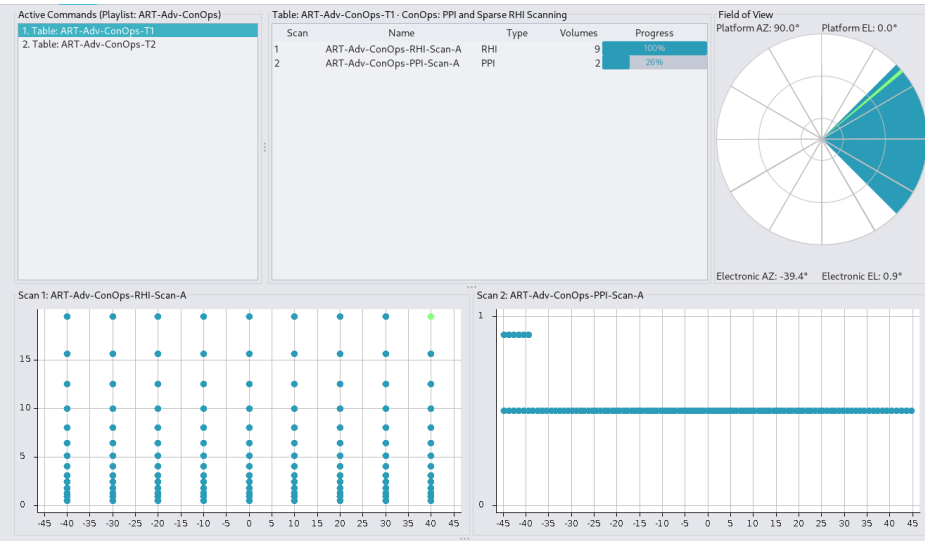 Active Commands (Playlist: ART-Adv-ConOps)
1. Table: ART-Adv-ConOps-T1
2. Table: ART-Adv-ConOps-T2
Table: ART-Adv-ConOps-T1 · ConOps: PPI and Sparse RHI Scanning
Scan Name Type Volumes Progress
1 ART-Adv-ConOps-RHI-Scan-A RHI 9 100%
2 ART-Adv-ConOps-PPI-Scan-A PPI 2 26%
Field of View
Platform AZ: 90.0° Platform EL: 0.0°
Electronic AZ: -39.4° Electronic EL: 0.9°
Scan 1: ART-Adv-ConOps-RHI-Scan-A
15
10
5
0
-45 -40 -35 -30 -25 -20 -15 -10 -5 0 5 10 15 20 25 30 35 40 45
Scan 2: ART-Adv-ConOps-PPI-Scan-A
1
0
-45 -40 -35 -30 -25 -20 -15 -10 -5 0 5 10 15 20 25 30 35 40 45